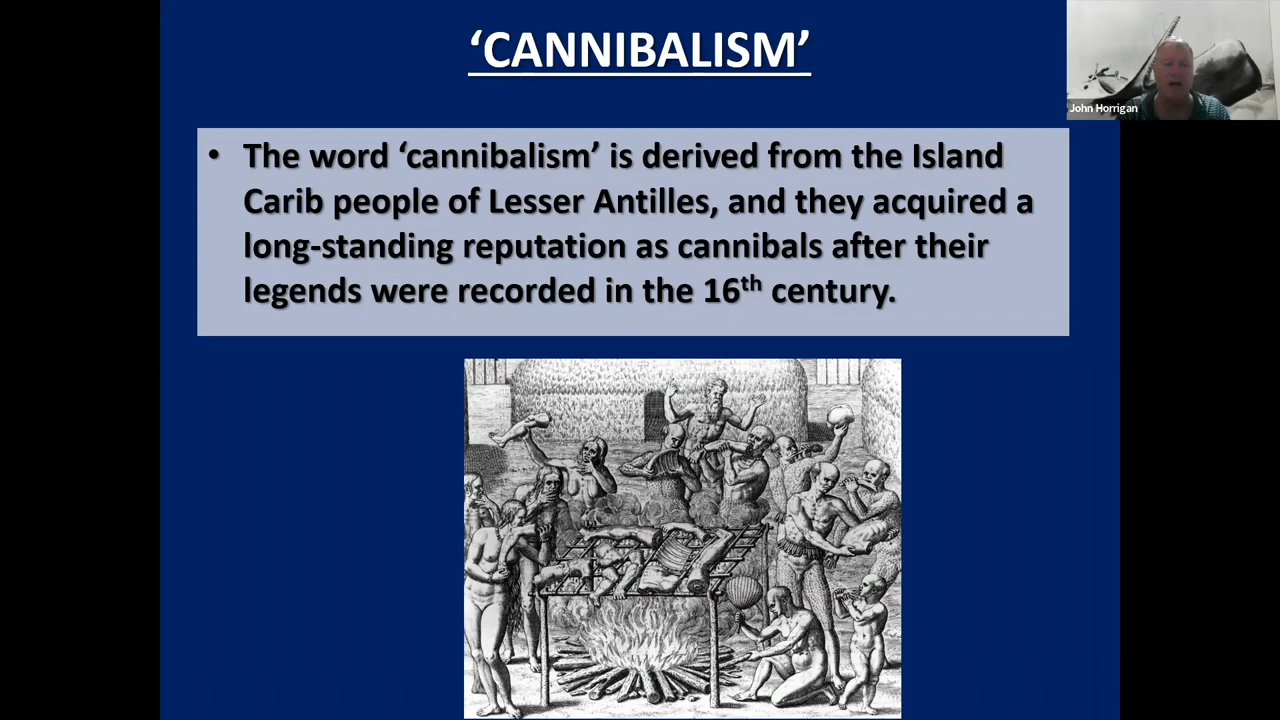 ‘CANNIBALISM’
John Horrigan
• The word ‘cannibalism’ is derived from the Island
Carib people of Lesser Antilles, and they acquired a
long-standing reputation as cannibals after their
legends were recorded in the 16th century.